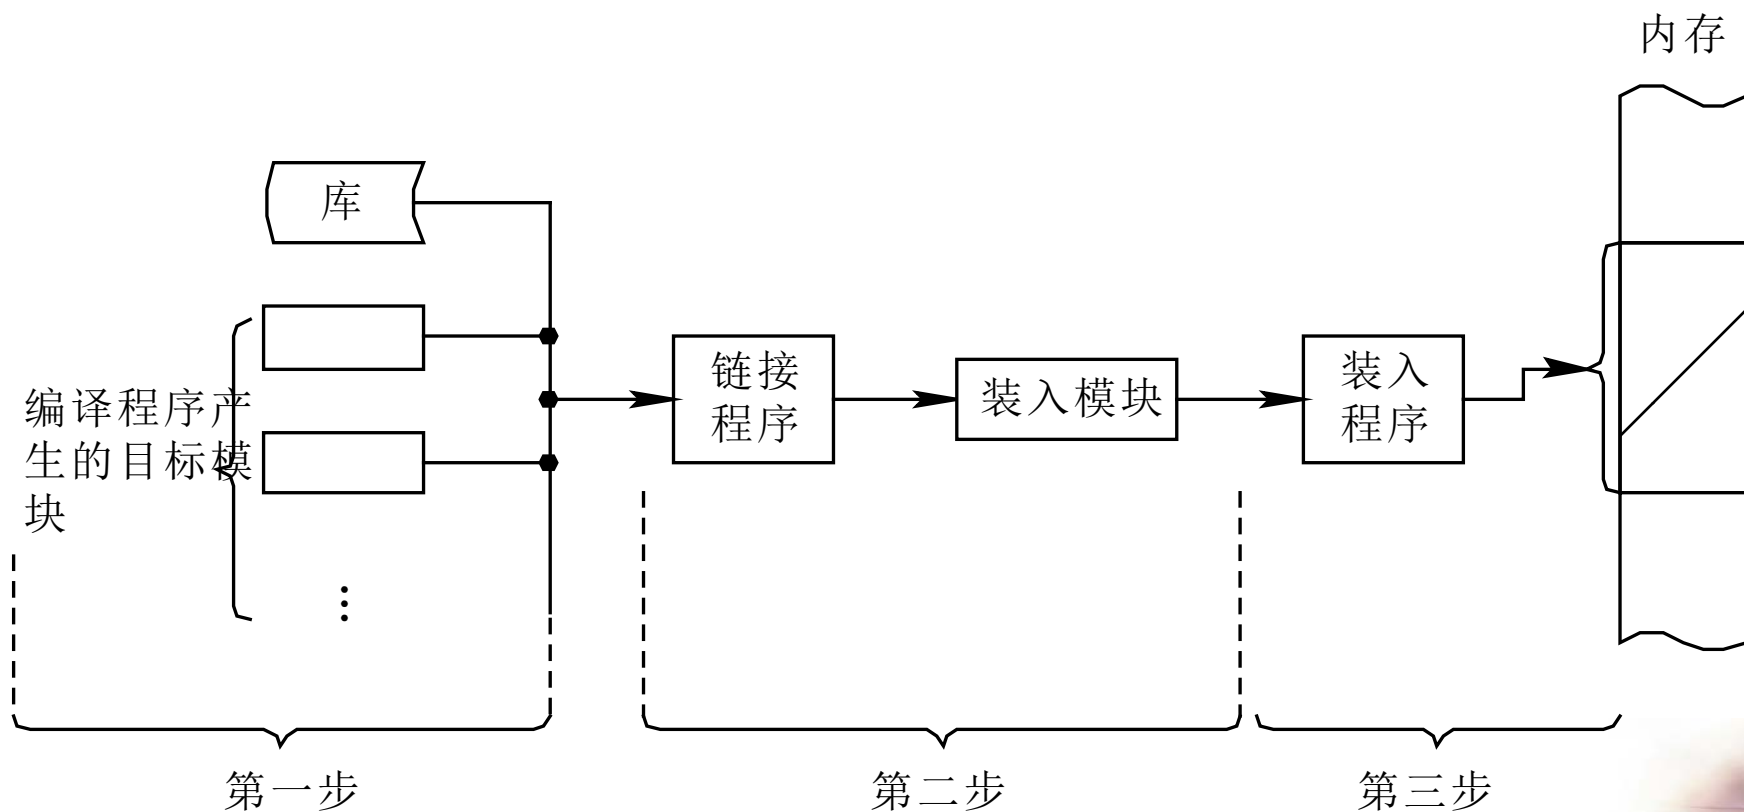 内存
库
编译程序产
生的目标模
块
链接
程序
装入模块
装入
程序
第一步
第二步
第三步